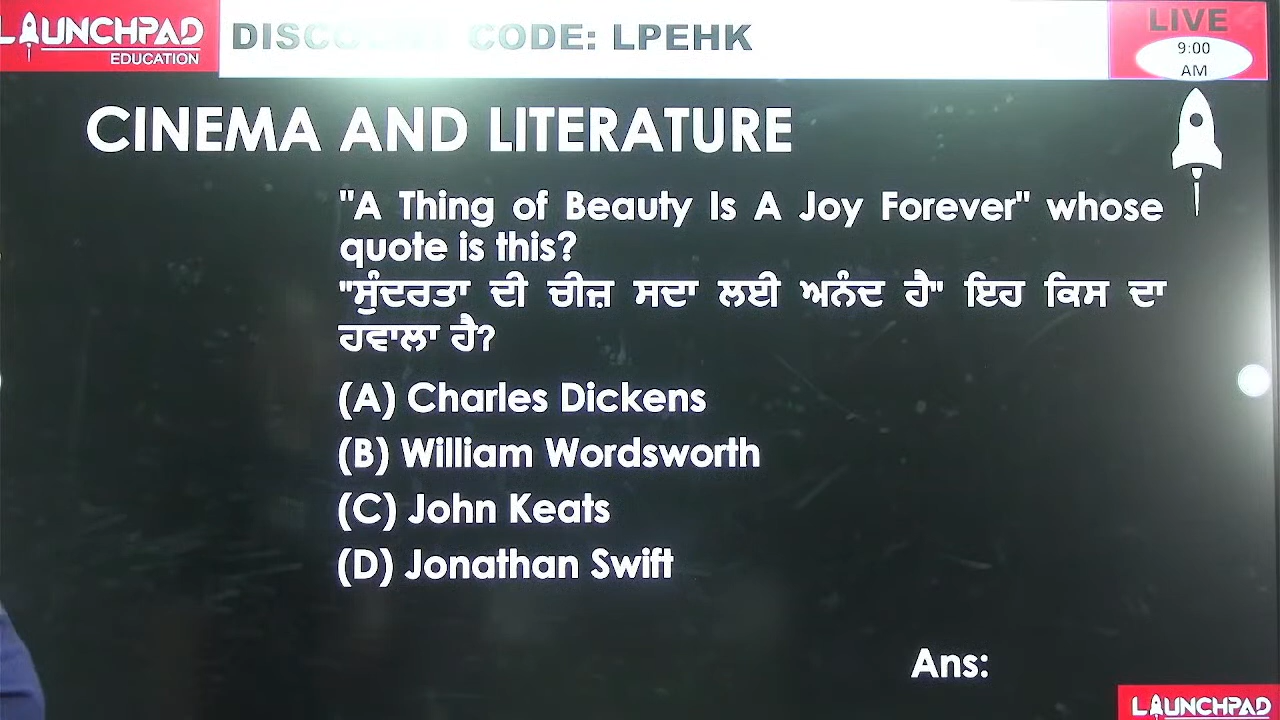 LAUNCHPAD
EDUCATION
CODE: LPEHK
LIVE
9:00
AM
CINEMA AND LITERATURE
"A Thing of Beauty Is A Joy Forever" whose
quote is this?
"ਸੁੰਦਰਤਾ ਦੀ ਚੀਜ਼ ਸਦਾ ਲਈ ਅਨੰਦ ਹੈ" ਇਹ ਕਿਸ ਦਾ
ਹਵਾਲਾ ਹੈ?
(A) Charles Dickens
(B) William Wordsworth
(C) John Keats
(D) Jonathan Swift
Ans:
LAUNCHPAD